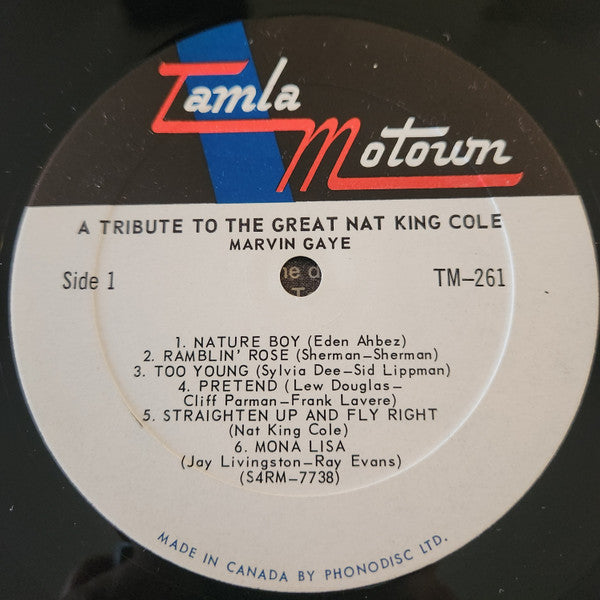 Tamla
Motown
A TRIBUTE TO THE GREAT NAT KING COLE
MARVIN GAYE
Side 1
TM-261
1. NATURE BOY (Eden Ahbez)
2. RAMBLIN' ROSE (Sherman-Sherman)
3. TOO YOUNG (Sylvia Dee-Sid Lippman)
4. PRETEND (Lew Douglas-
Cliff Parman-Frank Lavere)
5. STRAIGHTEN UP AND FLY RIGHT
(Nat King Cole)
6. MONA LISA
(Jay Livingston-Ray Evans)
(S4RM-7738)
MADE IN CANADA BY PHONODISC LTD.